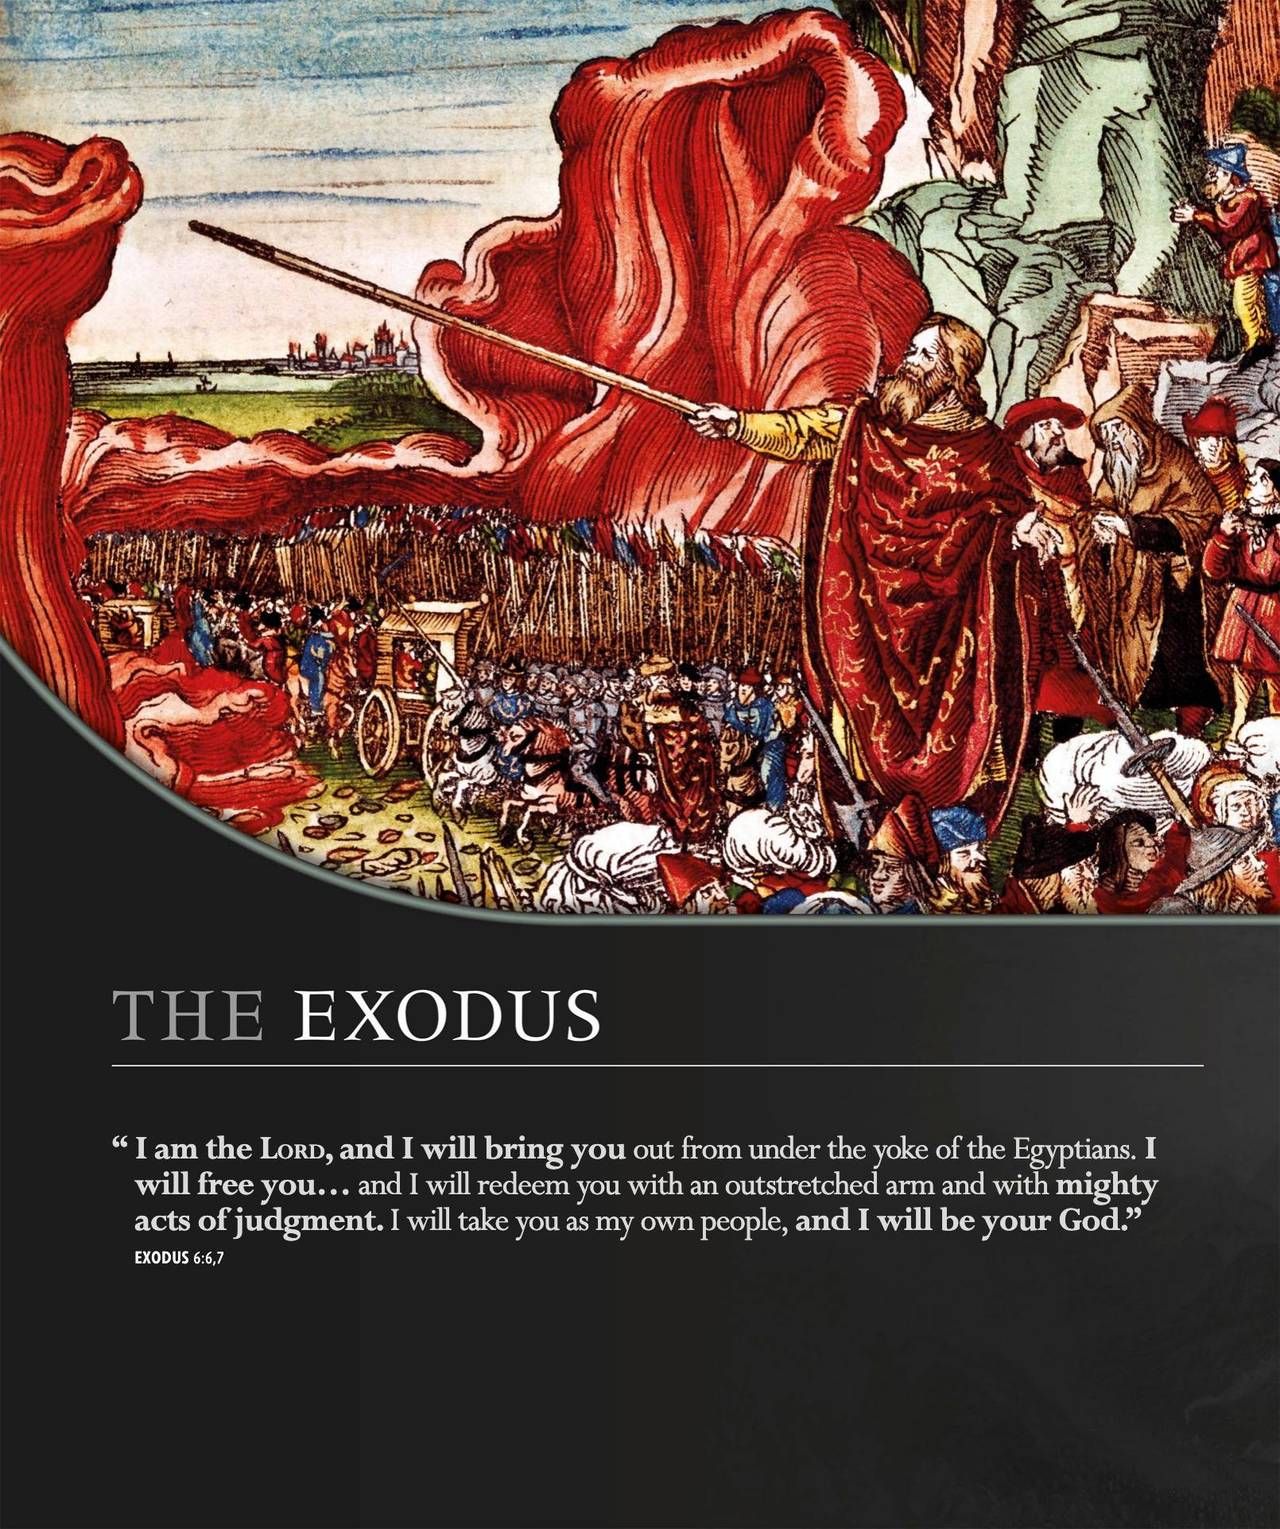 THE EXODUS
“ I am the LORD, and I will bring you out from under the yoke of the Egyptians. I
will free you… and I will redeem you with an outstretched arm and with mighty
acts of judgment. I will take you as my own people, and I will be your God.”
EXODUS 6:6,7